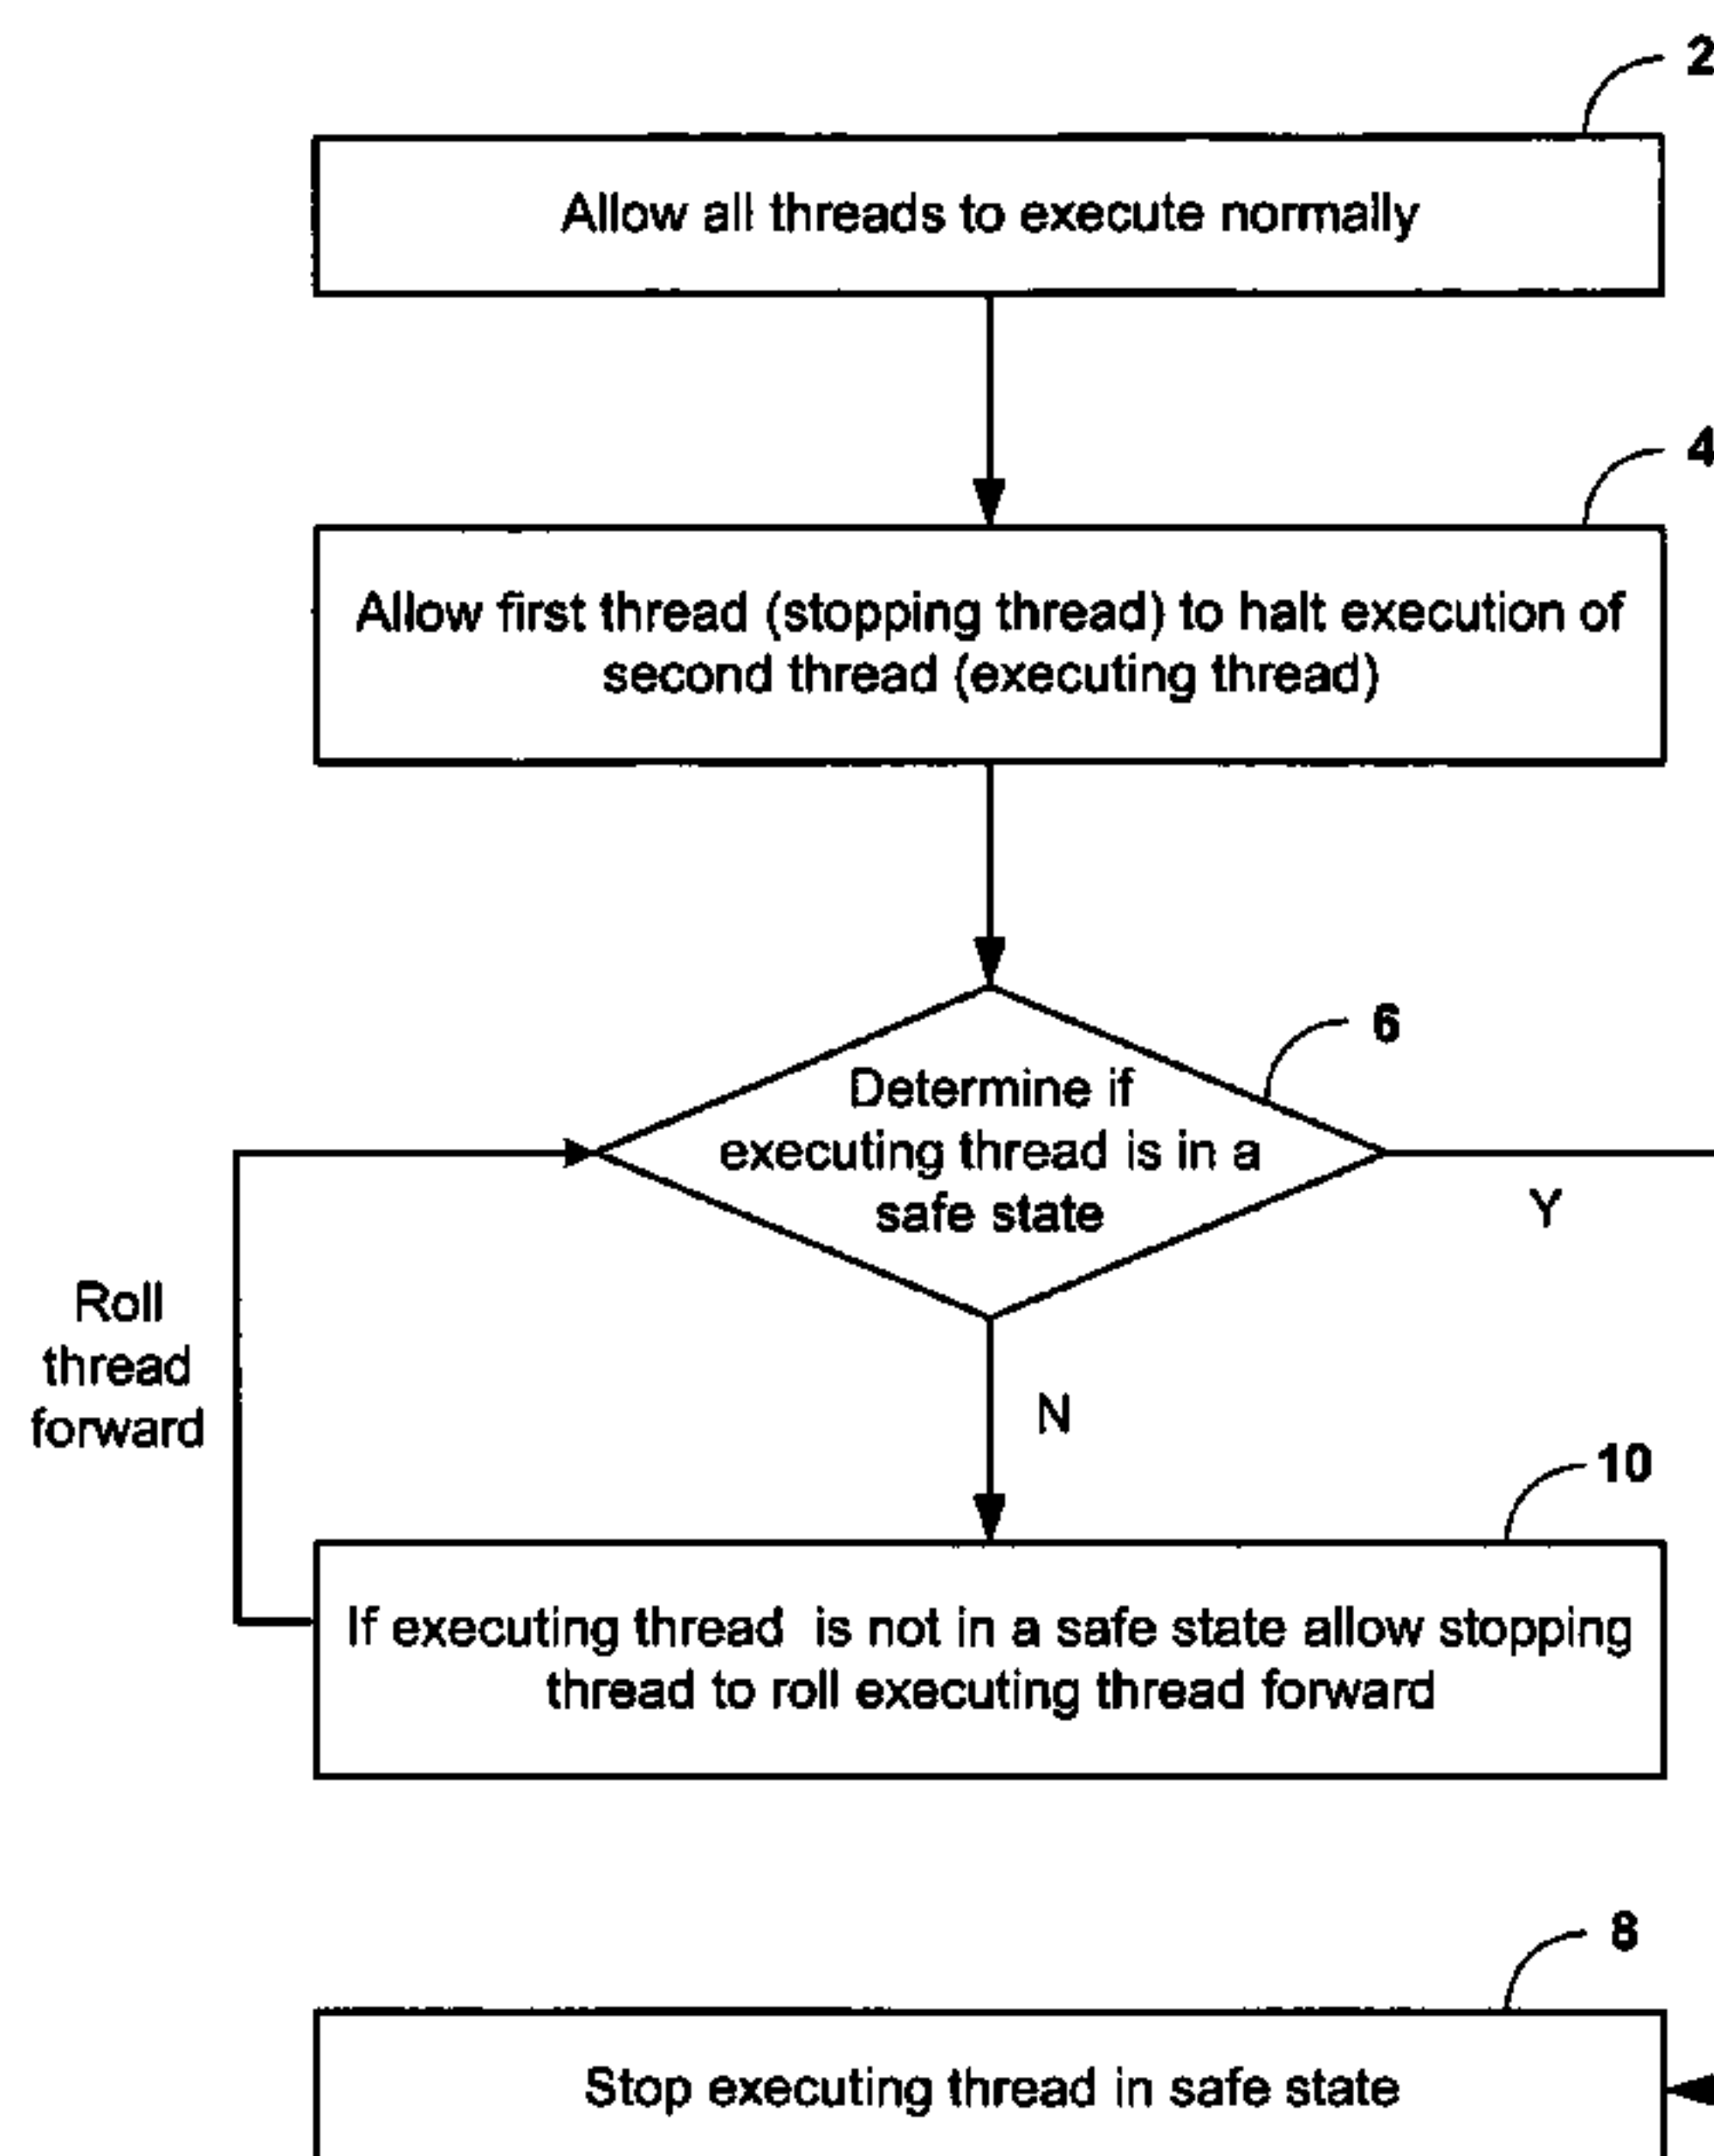 2
Allow all threads to execute normally
4
Allow first thread (stopping thread) to halt execution of
second thread (executing thread)
6
Determine if
executing thread is in a
safe state
Y
Roll
thread
forward
N
10
If executing thread is not in a safe state allow stopping
thread to roll executing thread forward
8
Stop executing thread in safe state